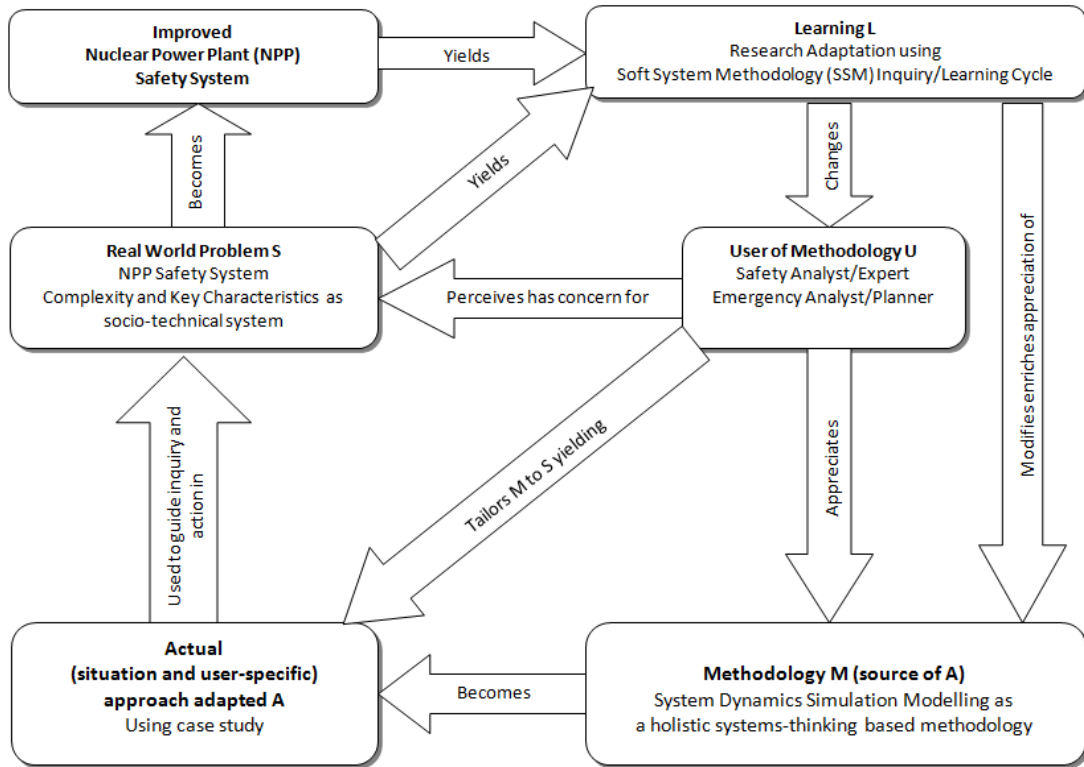 Improved
Nuclear Power Plant (NPP)
Safety System
Yields
Learning L
Research Adaptation using
Soft System Methodology (SSM) Inquiry/Learning Cycle
Becomes
Yields
Changes
Modifies enriches appreciation of
Real World Problem S
NPP Safety System
Complexity and Key Characteristics as
socio-technical system
Perceives has concern for
User of Methodology U
Safety Analyst/Expert
Emergency Analyst/Planner
Used to guide inquiry and
action in
Tailors M to S yielding
Appreciates
Actual
(situation and user-specific)
approach adapted A
Using case study
Becomes
Methodology M (source of A)
System Dynamics Simulation Modelling as
a holistic systems-thinking based methodology